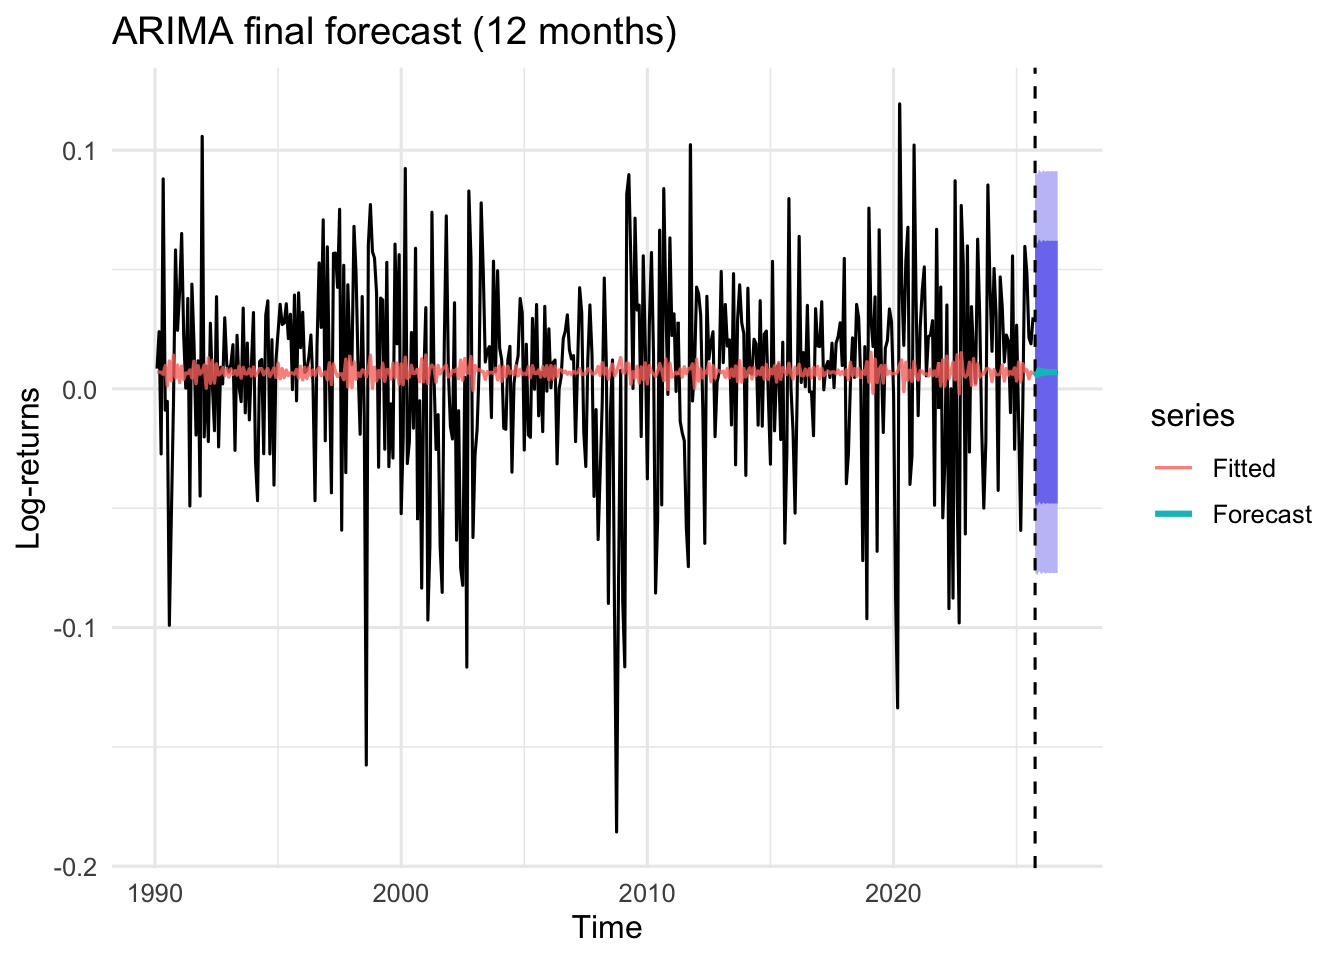 ARIMA final forecast (12 months)
0.1
0.0
-0.1
-0.2
Log-returns
1990 2000 2010 2020
Time
series
Fitted
Forecast